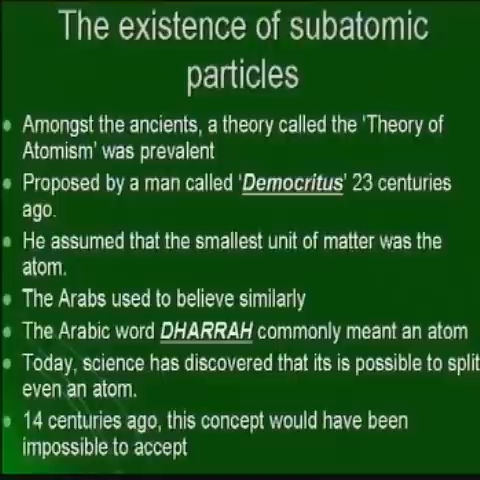 The existence of subatomic
particles
Amongst the ancients, a theory called the 'Theory of
Atomism' was prevalent
Proposed by a man called 'Democritus' 23 centuries
ago.
He assumed that the smallest unit of matter was the
atom.
The Arabs used to believe similarly
The Arabic word DHARRAH commonly meant an atom
Today, science has discovered that its is possible to split
even an atom.
14 centuries ago, this concept would have been
impossible to accept